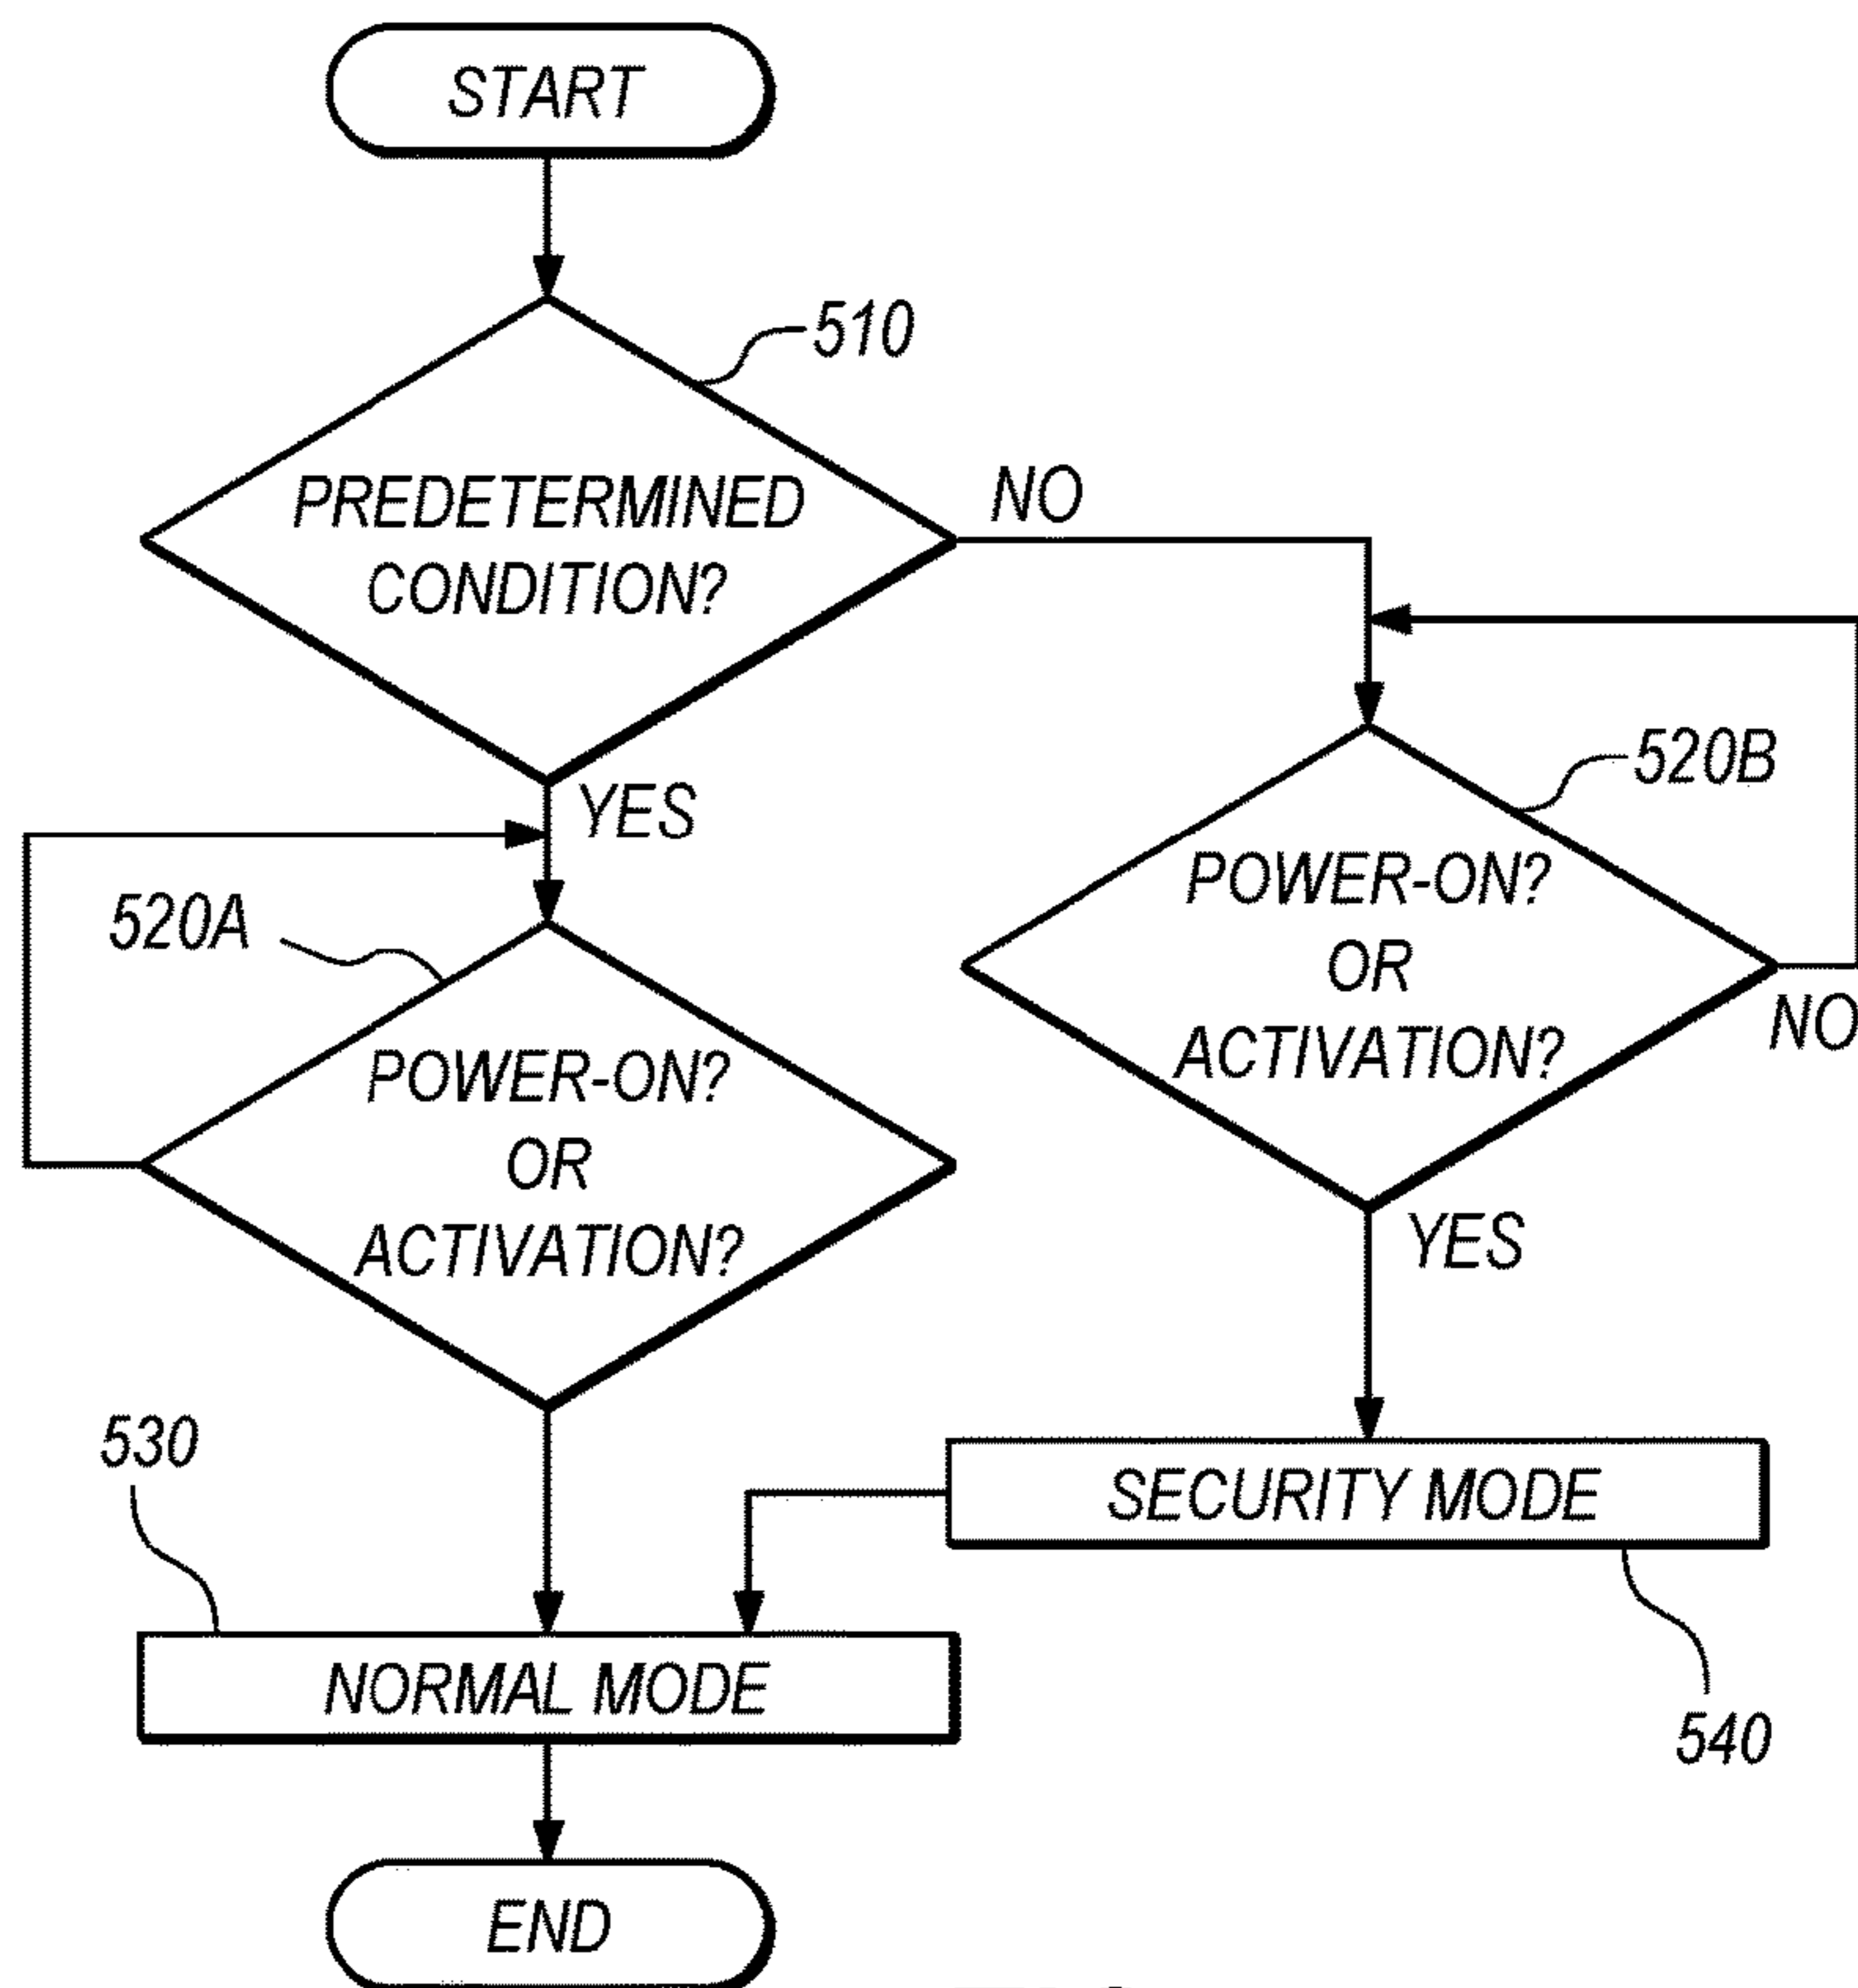 START
510
PREDETERMINED
CONDITION?
NO
YES
520A
POWER-ON?
OR
ACTIVATION?
520B
POWER-ON?
OR
ACTIVATION?
NO
YES
530
SECURITY MODE
NORMAL MODE
540
END